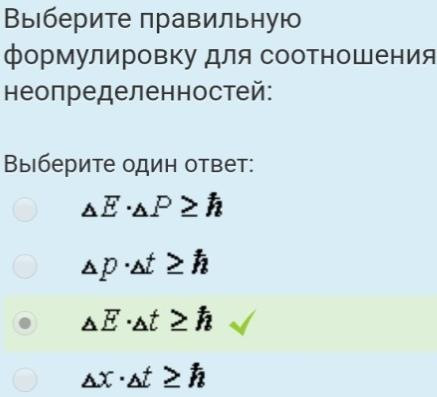 Выберите правильную
формулировку для соотношения
неопределенностей:
Выберите один ответ:
ΔE·ΔP ≥ ħ
Δp·Δt ≥ ħ
ΔE·Δt ≥ ħ
Δx·Δt ≥ ħ